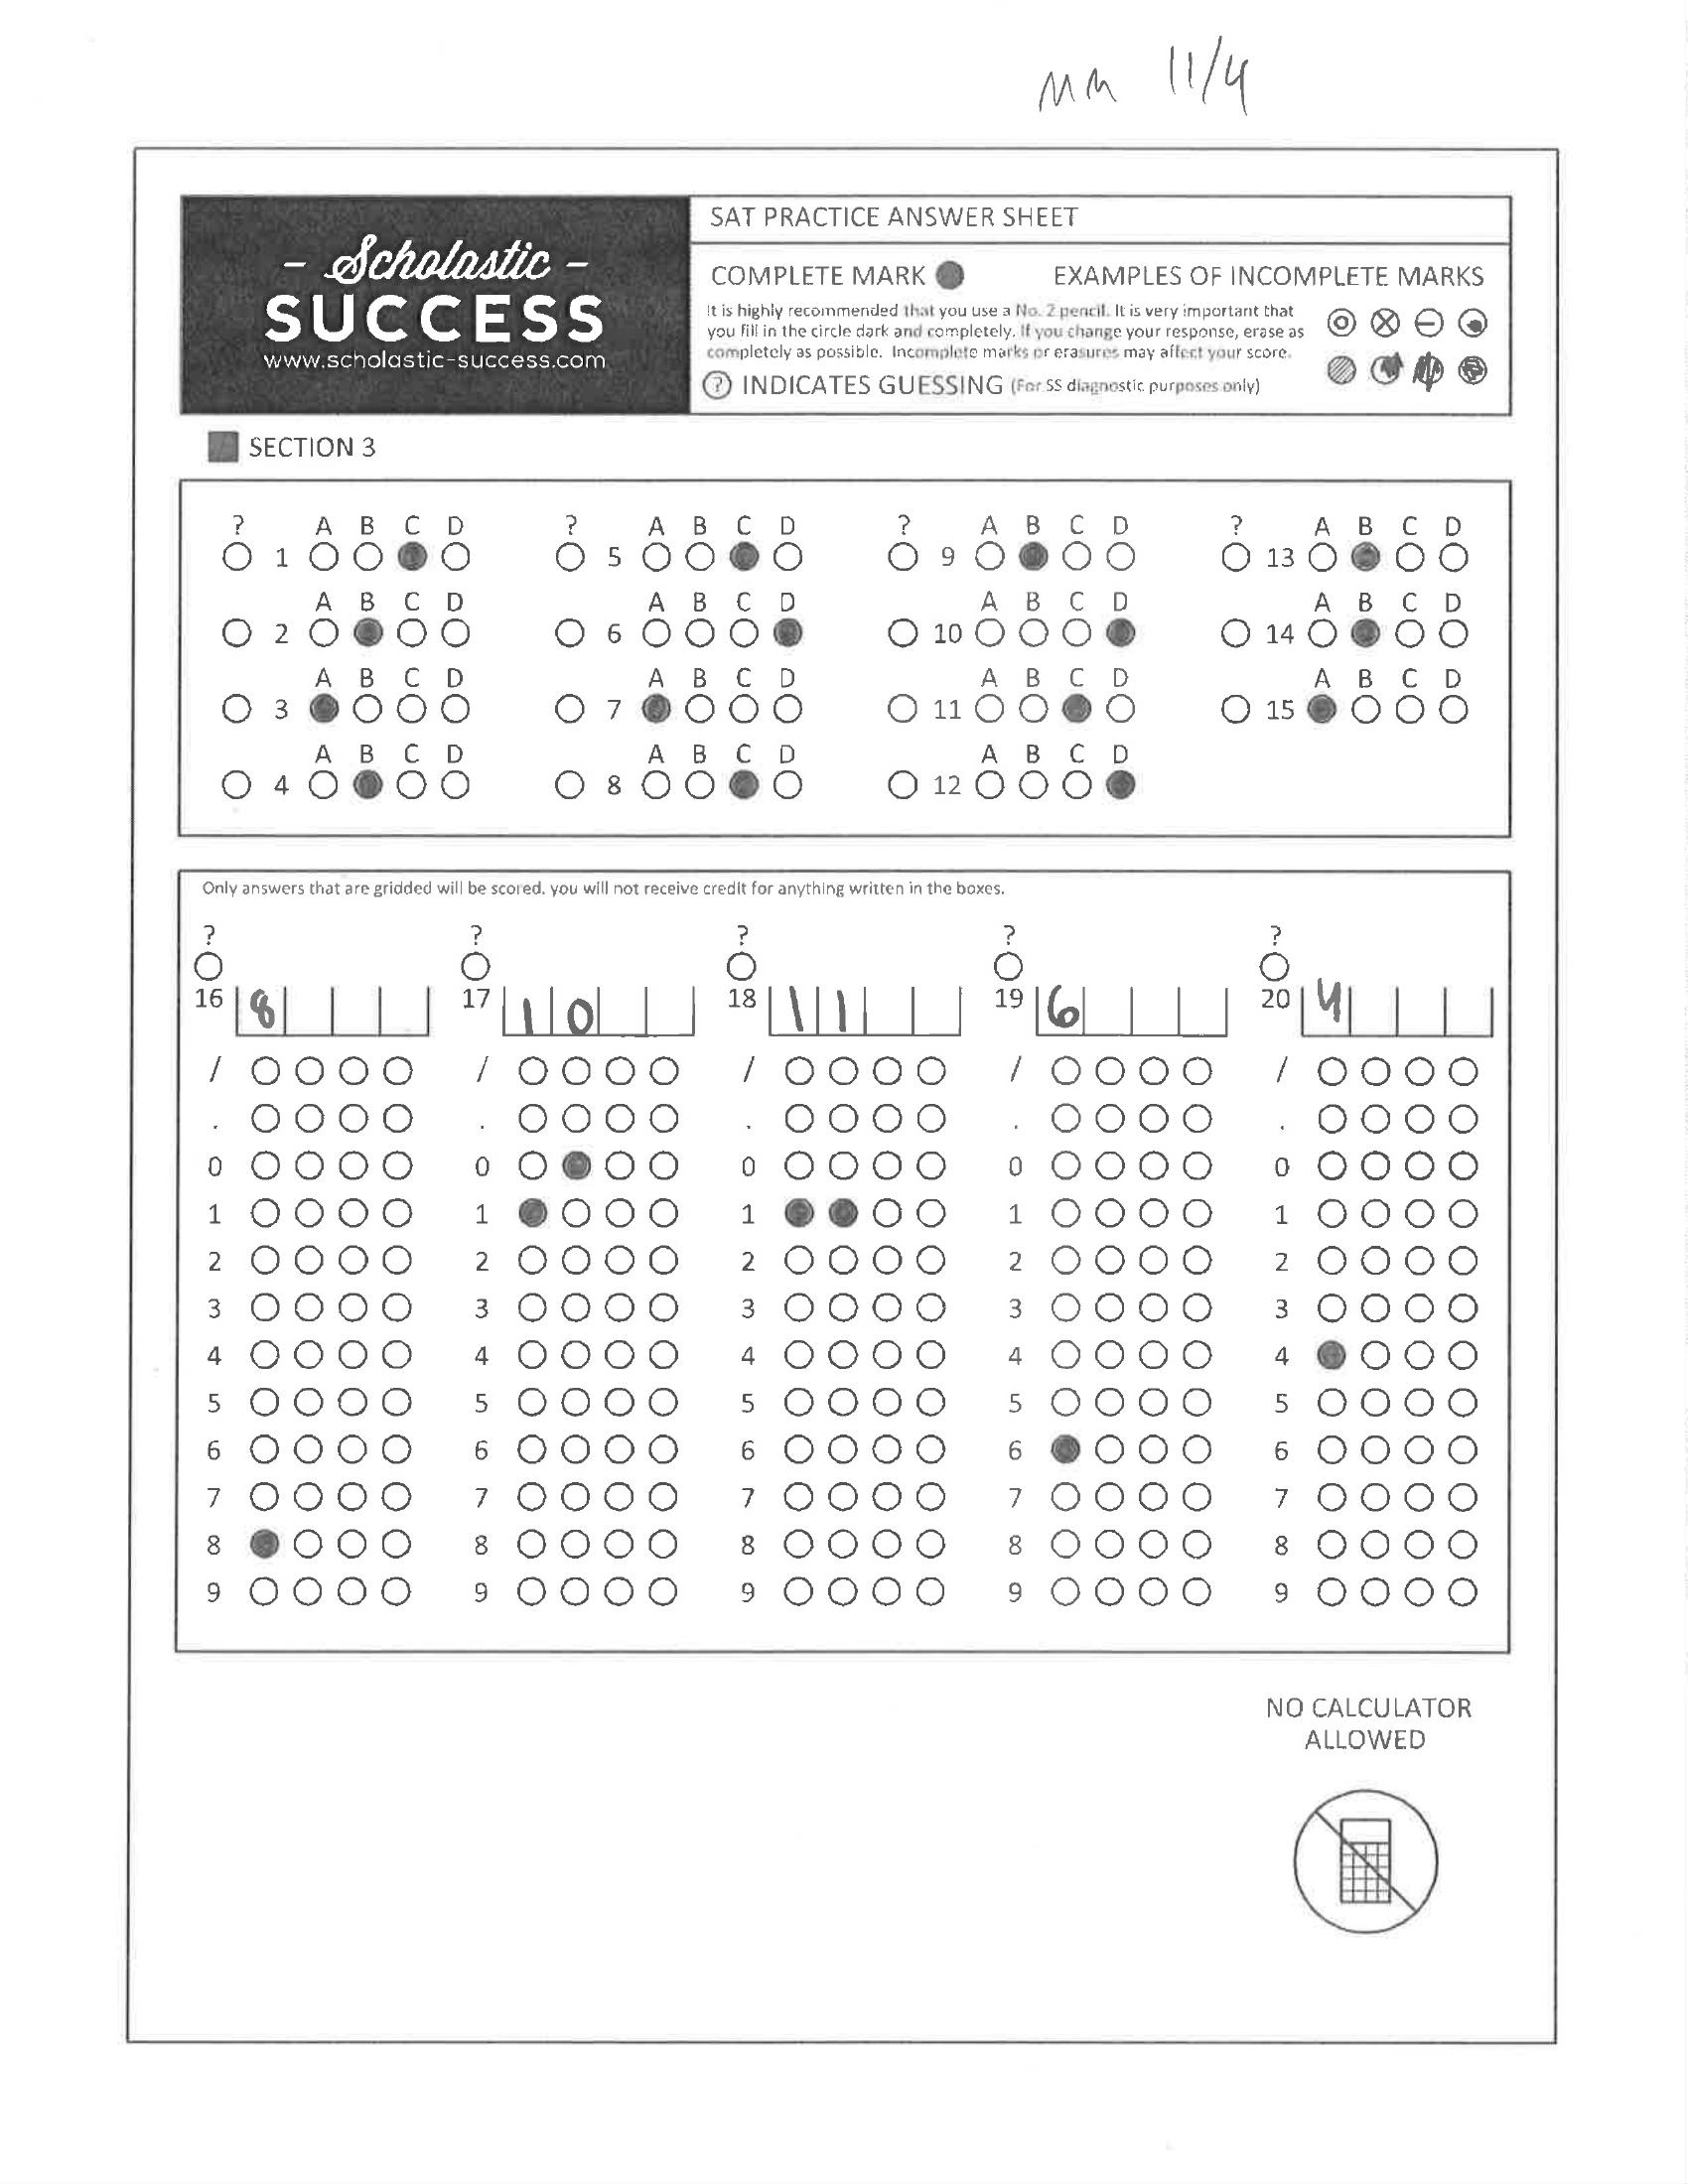 MM 11/4
- Scholastic -
SUCCESS
www.scholastic-success.com
SAT PRACTICE ANSWER SHEET
COMPLETE MARK
EXAMPLES OF INCOMPLETE MARKS
It is highly recommended that you use a No. 2 pencil. It is very important that
you fill in the circle dark and completely. If you change your response, erase as
completely as possible. Incomplete marks or erasures may affect your score.
? INDICATES GUESSING (For SS diagnostic purposes only)
SECTION 3
? A B C D ? A B C D ? A B C D ? A B C D
1 5 9 13
A B C D A B C D A B C D A B C D
2 6 10 14
A B C D A B C D A B C D A B C D
3 7 11 15
A B C D A B C D A B C D
4 8 12
Only answers that are gridded will be scored. you will not receive credit for anything written in the boxes.
? ? ? ? ?
16 8 17 1 0 18 1 1 19 6 20 4
/ / / / /
. . . . .
0 0 0 0 0
1 1 1 1 1
2 2 2 2 2
3 3 3 3 3
4 4 4 4 4
5 5 5 5 5
6 6 6 6 6
7 7 7 7 7
8 8 8 8 8
9 9 9 9 9
NO CALCULATOR
ALLOWED